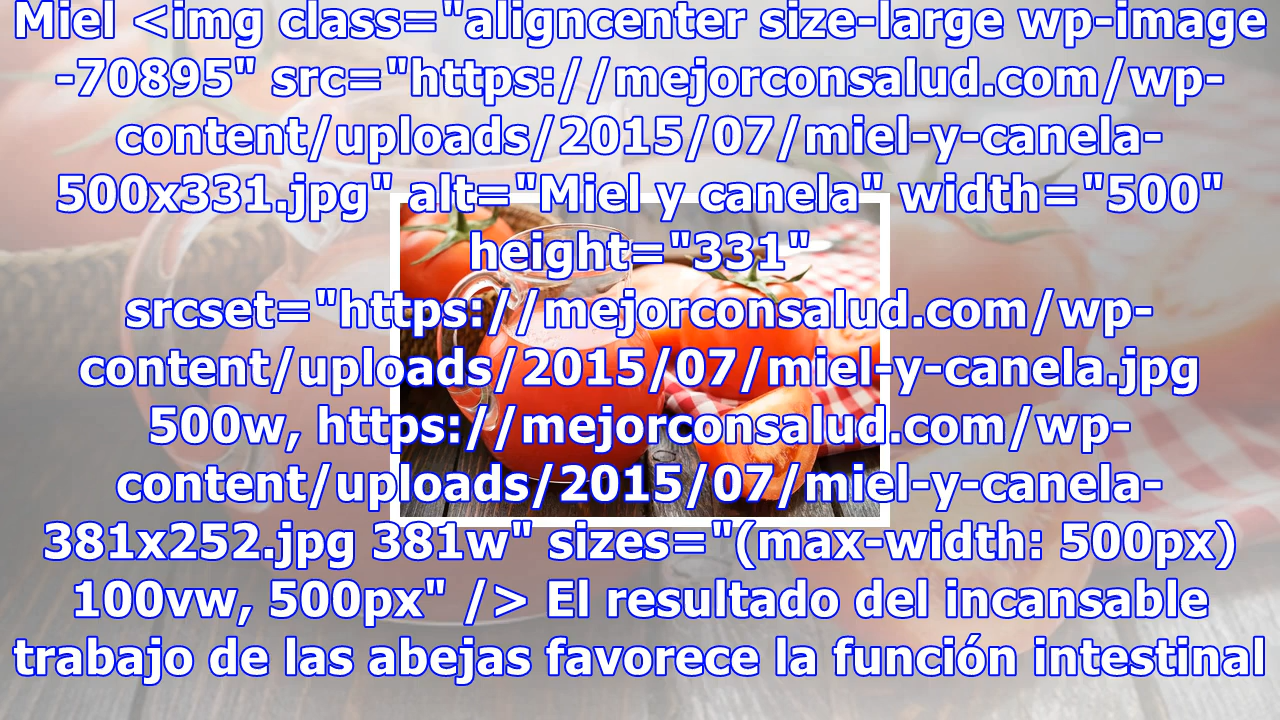 Miel <img class="aligncenter size-large wp-image
-70895" src="https://mejorconsalud.com/wp-
content/uploads/2015/07/miel-y-canela-
500x331.jpg" alt="Miel y canela" width="500"
height="331"
srcset="https://mejorconsalud.com/wp-
content/uploads/2015/07/miel-y-canela.jpg
500w, https://mejorconsalud.com/wp-
content/uploads/2015/07/miel-y-canela-
381x252.jpg 381w" sizes="(max-width: 500px)
100vw, 500px" /> El resultado del incansable
trabajo de las abejas favorece la función intestinal